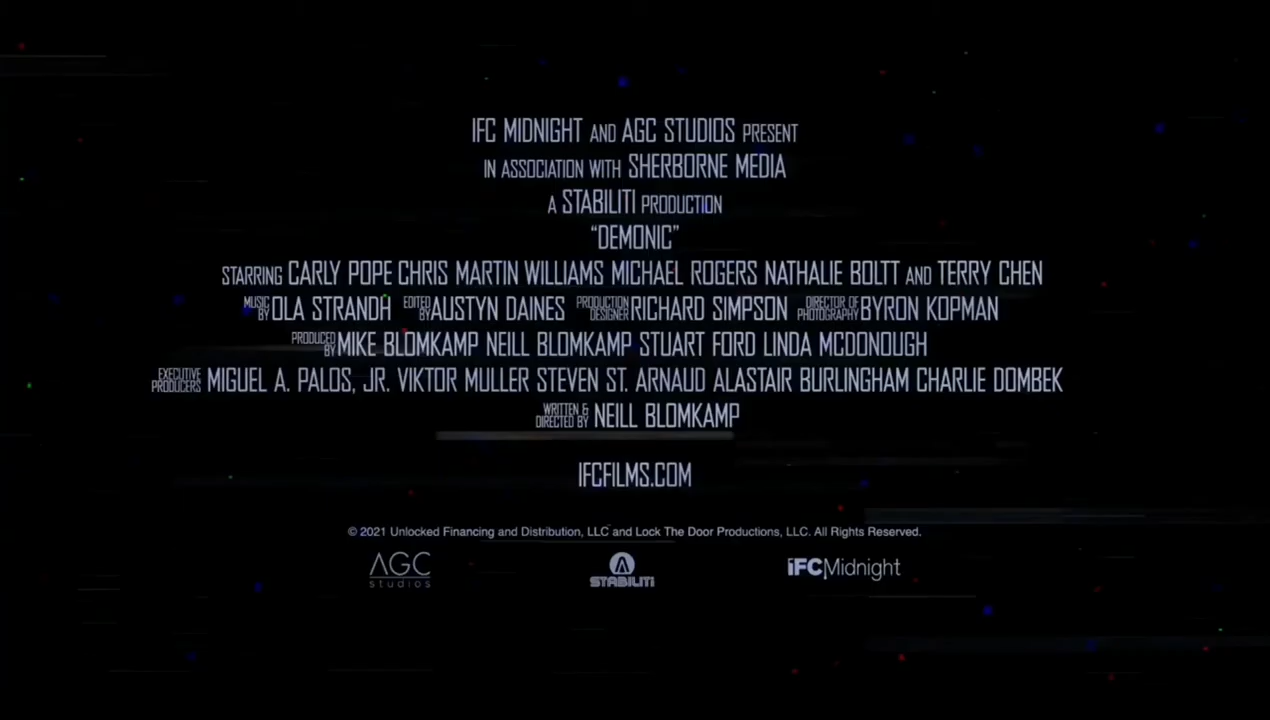 IFC MIDNIGHT AND AGC STUDIOS PRESENT
IN ASSOCIATION WITH SHERBORNE MEDIA
A STABILITI PRODUCTION
“DEMONIC”
STARRING CARLY POPE CHRIS MARTIN WILLIAMS MICHAEL ROGERS NATHALIE BOLTT AND TERRY CHEN
MUSIC BY OLA STRANDH EDITED BY AUSTYN DAINES PRODUCTION DESIGNER RICHARD SIMPSON DIRECTOR OF PHOTOGRAPHY BYRON KOPMAN
PRODUCED BY MIKE BLOMKAMP NEILL BLOMKAMP STUART FORD LINDA MCDONOUGH
EXECUTIVE PRODUCERS MIGUEL A. PALOS, JR. VIKTOR MULLER STEVEN ST. ARNAUD ALASTAIR BURLINGHAM CHARLIE DOMBEK
WRITTEN & DIRECTED BY NEILL BLOMKAMP
IFCFILMS.COM
© 2021 Unlocked Financing and Distribution, LLC and Lock The Door Productions, LLC. All Rights Reserved.
AGC studios STABILITI IFC Midnight